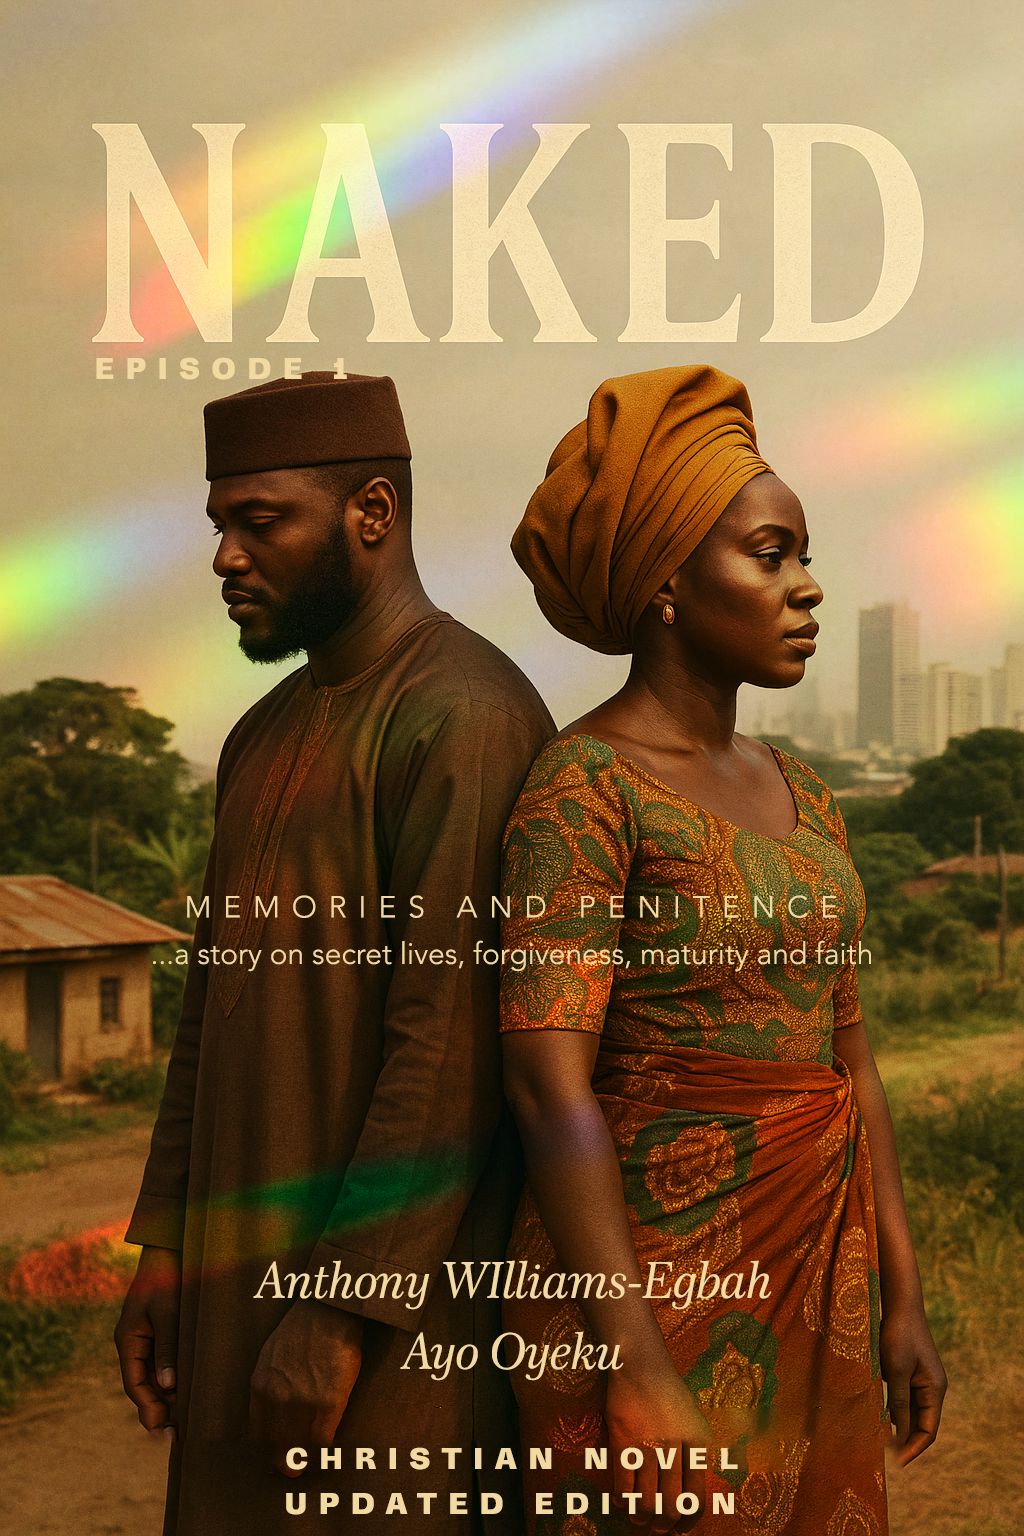 NAKED
EPISODE 1
MEMORIES AND PENITENCE
...a story on secret lives, forgiveness, maturity and faith
Anthony WIlliams-Egbah
Ayo Oyeku
CHRISTIAN NOVEL
UPDATED EDITION